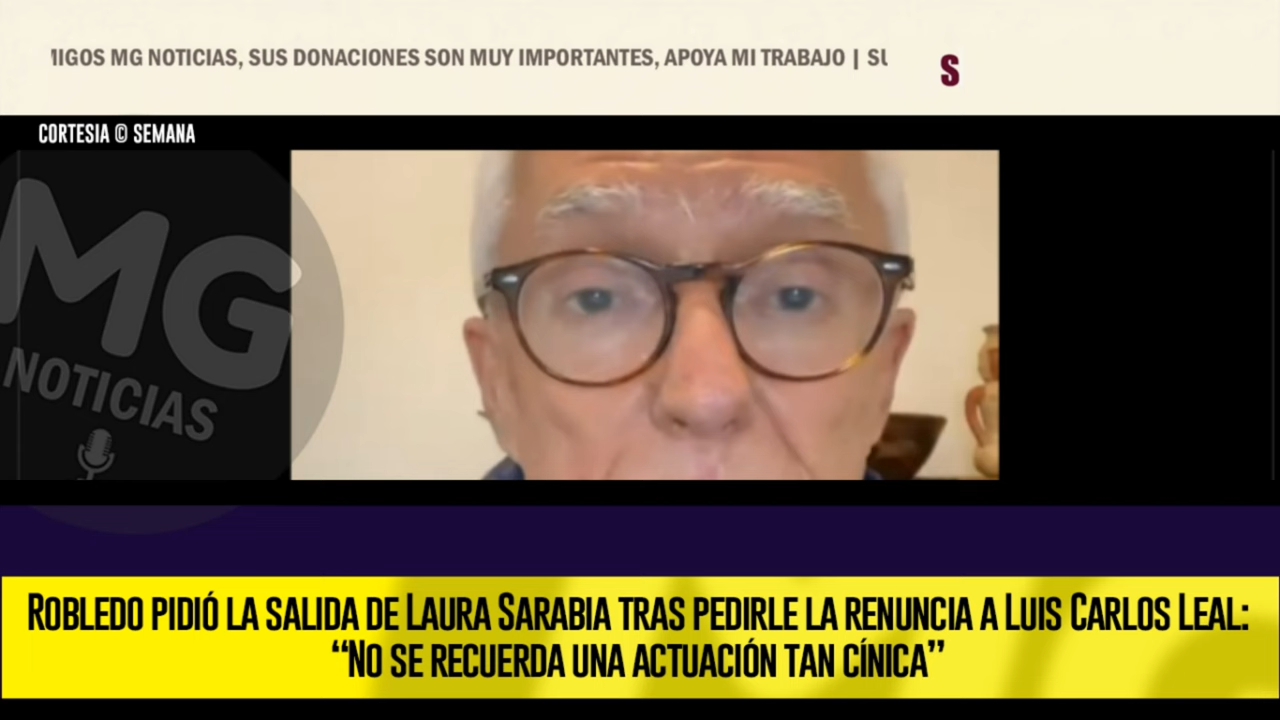 MIGOS MG NOTICIAS, SUS DONACIONES SON MUY IMPORTANTES, APOYA MI TRABAJO | SU
S
CORTESIA © SEMANA
MG
NOTICIAS
ROBLEDO PIDIÓ LA SALIDA DE LAURA SARABIA TRAS PEDIRLE LA RENUNCIA A LUIS CARLOS LEAL:
“NO SE RECUERDA UNA ACTUACIÓN TAN CÍNICA”